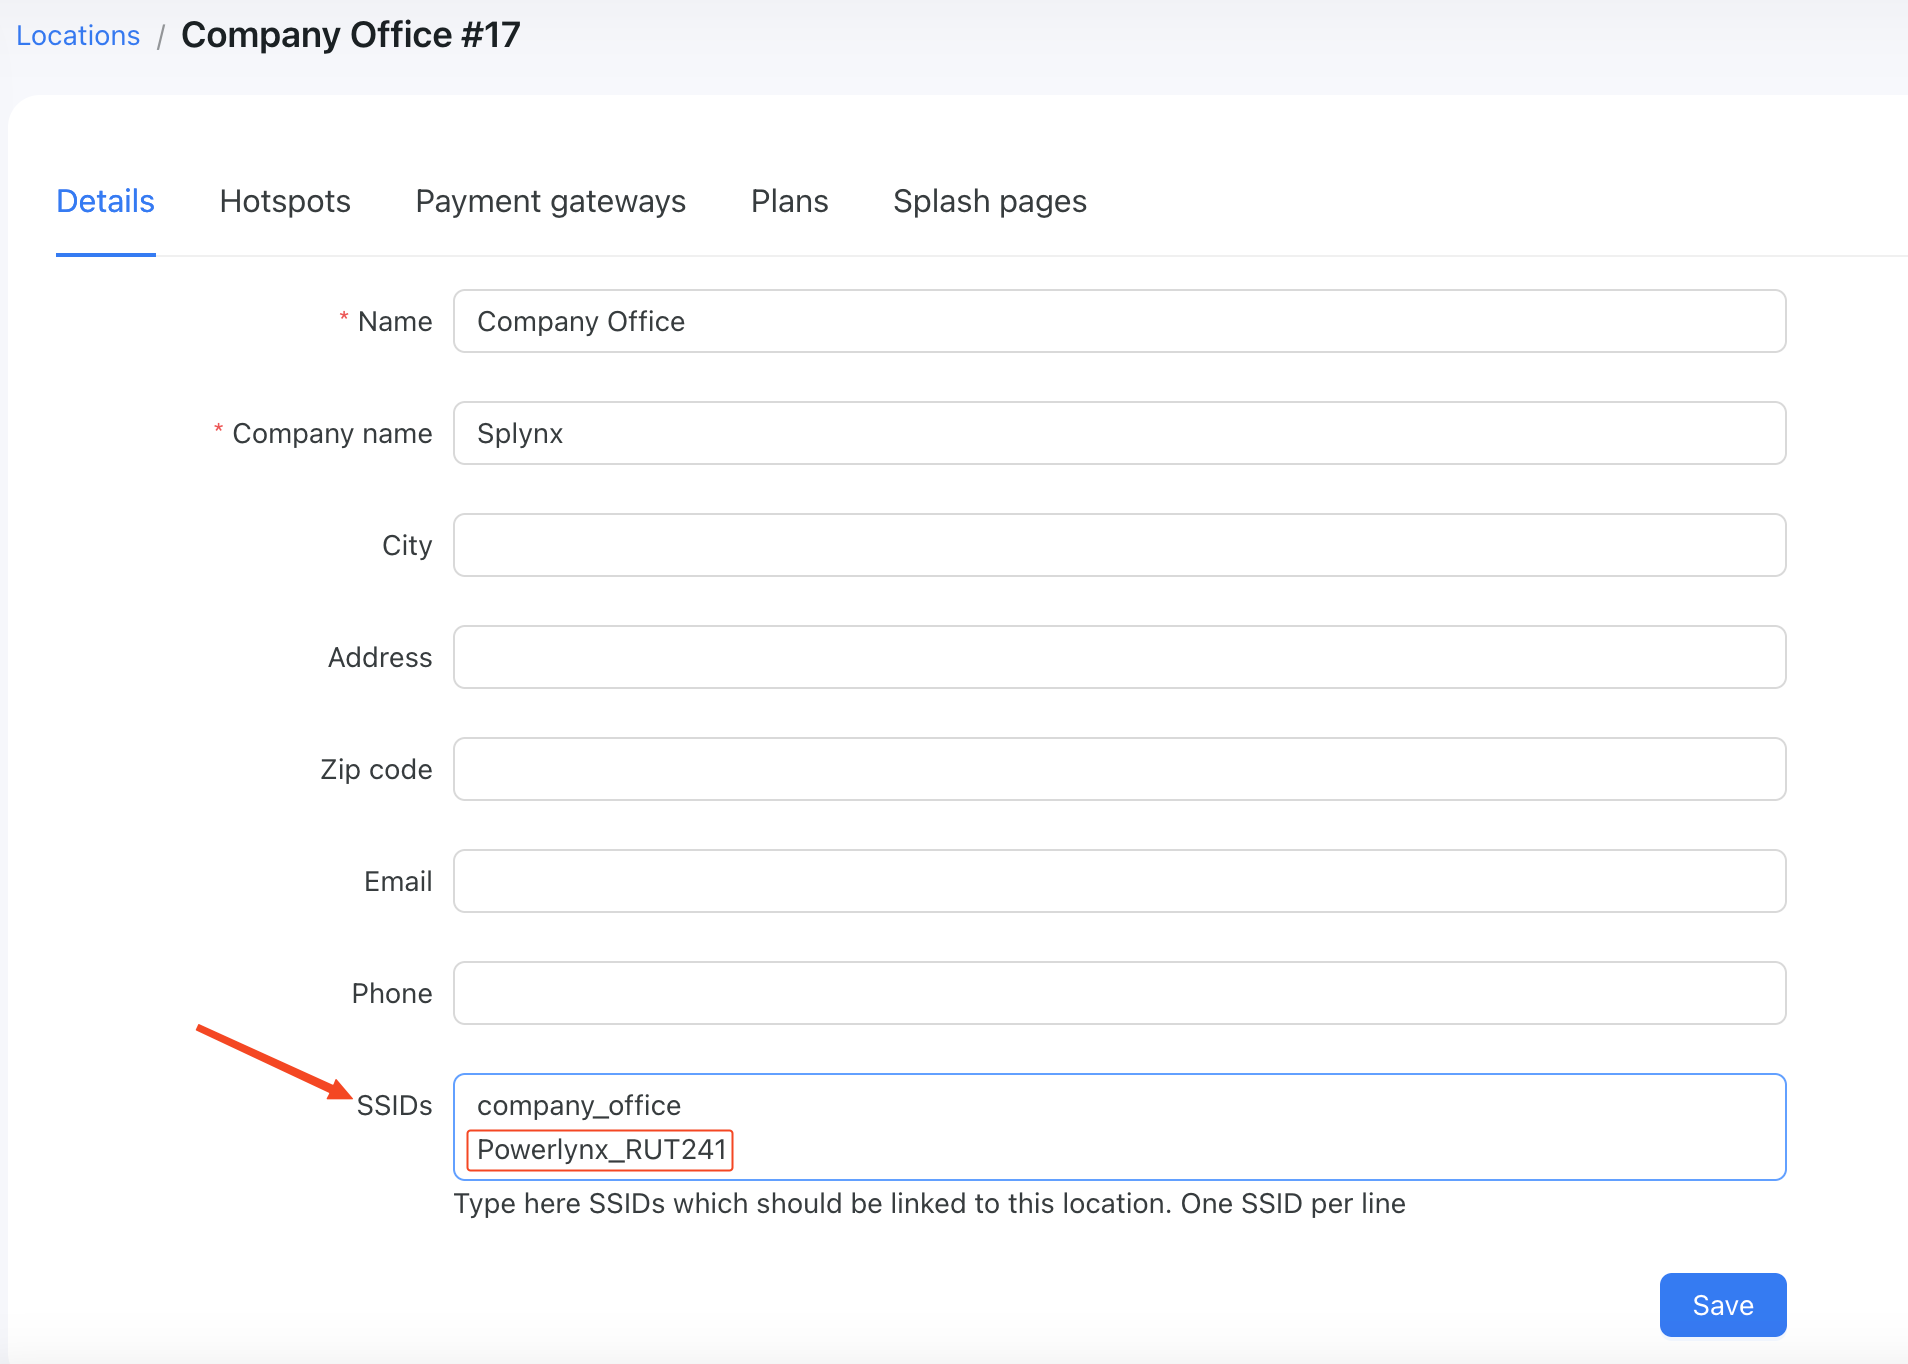 Locations / Company Office #17
Details Hotspots Payment gateways Plans Splash pages
* Name Company Office
* Company name Splynx
City
Address
Zip code
Email
Phone
SSIDs company_office
Powerlynx_RUT241
Type here SSIDs which should be linked to this location. One SSID per line
Save